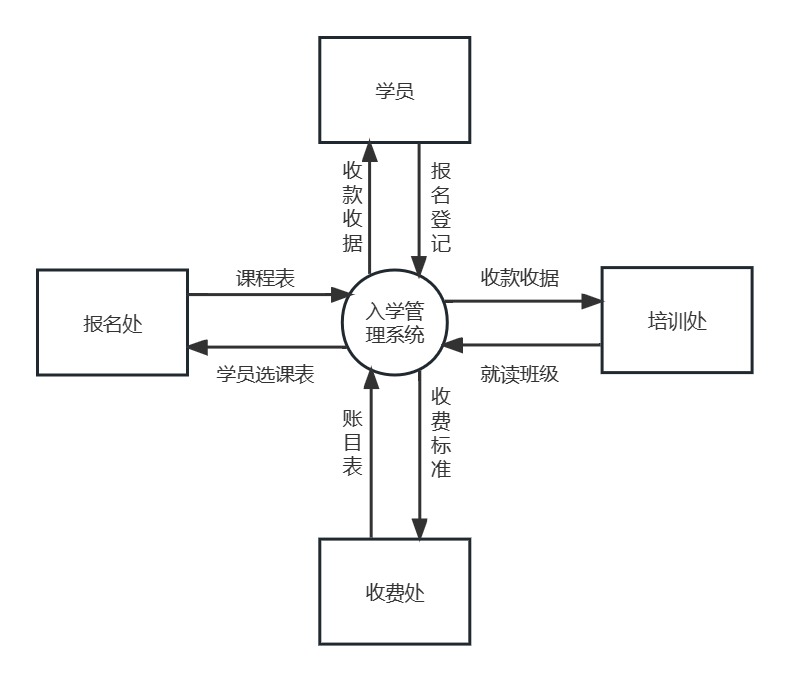 学员
收款收据
报名登记
课程表
收款收据
报名处
入学管
理系统
培训处
学员选课表
就读班级
账目表
收费标准
收费处